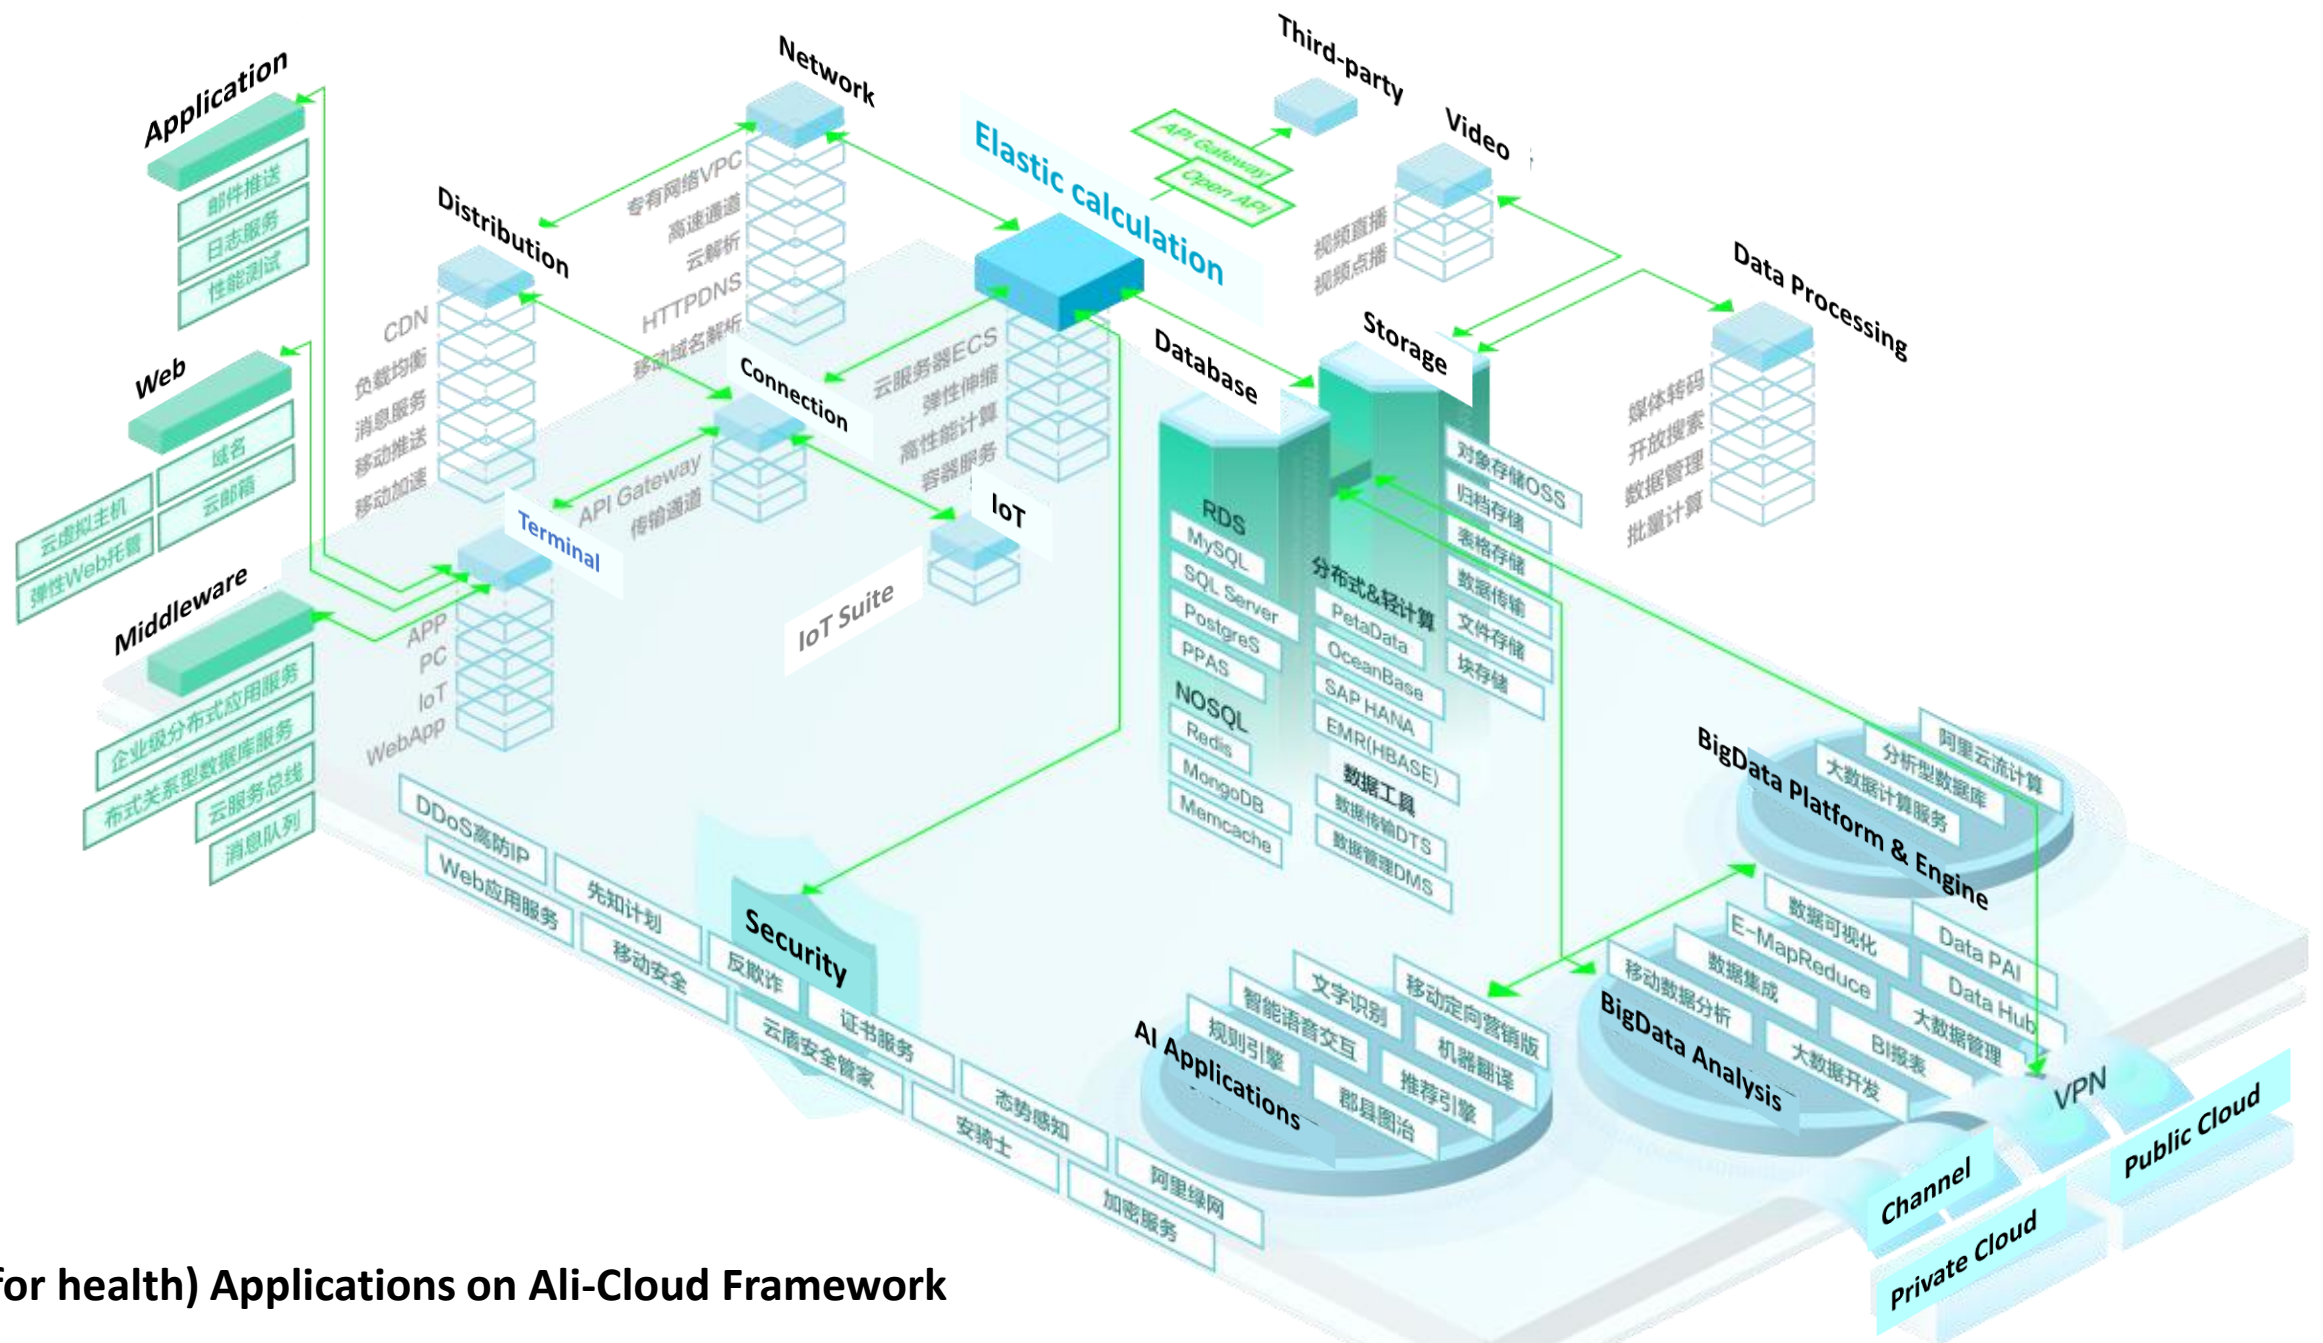 Application
邮件推送
日志服务
性能测试
Web
域名
云虚拟主机
云邮箱
弹性Web托管
Middleware
企业级分布式应用服务
布式关系型数据库服务
云服务总线
消息队列
Distribution
CDN
负载均衡
消息服务
移动推送
移动加速
Network
专有网络VPC
高速通道
云解析
HTTPDNS
移动域名解析
Connection
API Gateway
传输通道
Terminal
APP
PC
IoT
WebApp
IoT
IoT Suite
Elastic calculation
云服务器ECS
弹性伸缩
高性能计算
容器服务
Third-party
API Gateway
Open API
Video
视频直播
视频点播
Data Processing
媒体转码
开放搜索
数据管理
批量计算
Database
RDS
MySQL
SQL Server
PostgreS
PPAS
NOSQL
Redis
MongoDB
Memcache
分布式&轻计算
PetaData
OceanBase
SAP HANA
EMR(HBASE)
数据工具
数据传输DTS
数据管理DMS
Storage
对象存储OSS
归档存储
表格存储
数据传输
文件存储
块存储
Security
DDoS高防IP
Web应用服务
先知计划
移动安全
反欺诈
证书服务
云盾安全管家
态势感知
安骑士
阿里绿网
加密服务
BigData Platform & Engine
阿里云流计算
分析型数据库
大数据计算服务
BigData Analysis
数据可视化
E-MapReduce
数据集成
移动数据分析
Data PAI
Data Hub
大数据管理
BI报表
大数据开发
AI Applications
移动定向营销版
文字识别
智能语音交互
规则引擎
机器翻译
推荐引擎
郡县图治
VPN
Public Cloud
Channel
Private Cloud
for health) Applications on Ali-Cloud Framework